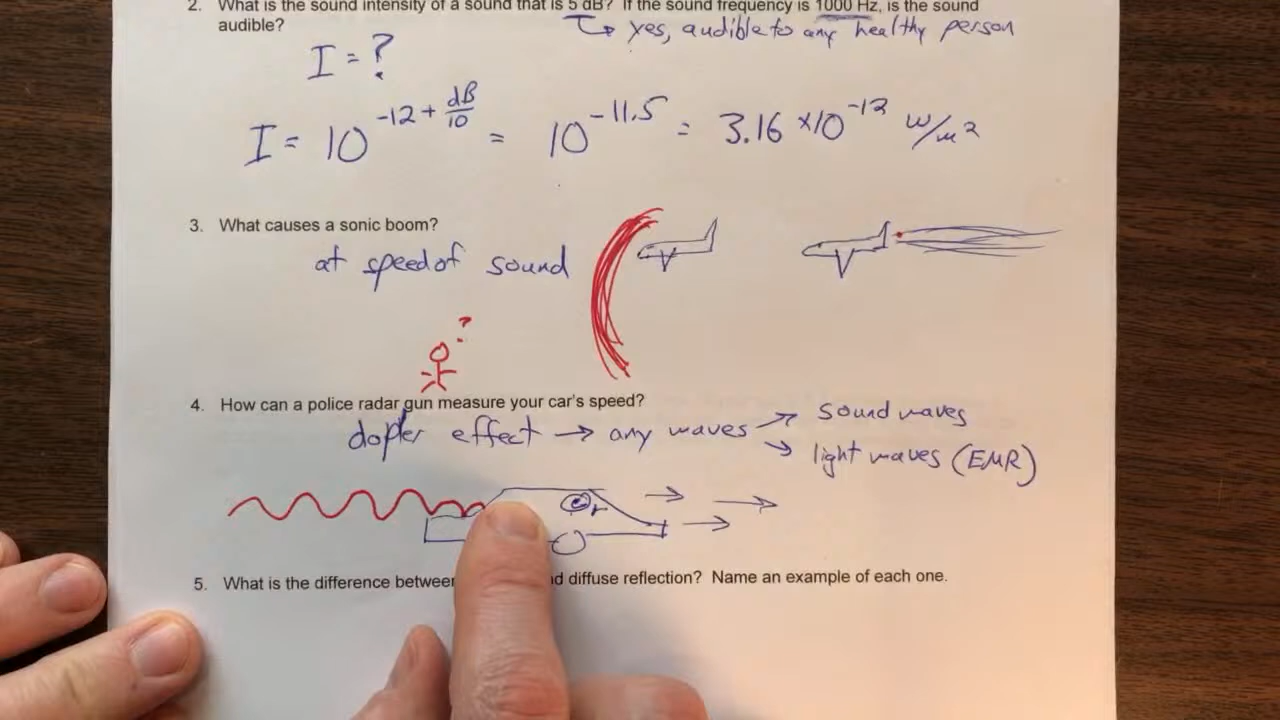 2. What is the sound intensity of a sound that is 5 dB? If the sound frequency is 1000 Hz, is the sound
audible?
↳ yes, audible to any healthy person
I = ?
I = 10^(-12 + dB/10) = 10^(-11.5) = 3.16 ×10^(-12) W/m²
3. What causes a sonic boom?
at speed of sound
?
4. How can a police radar gun measure your car's speed?
dopler effect → any waves ↗ sound waves
↘ light waves (EMR)
5. What is the difference between nd diffuse reflection? Name an example of each one.